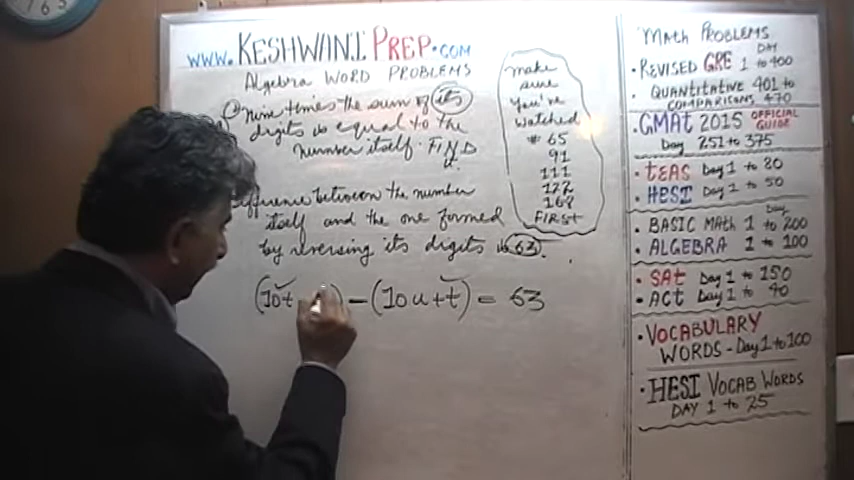 www.KESHWANI PREP.com
Algebra WORD PROBLEMS
Nine times the sum of its
digits is equal to the
number itself. FIND
it.
difference between the number
itself and the one formed
by reversing its digits is 63.
(10t ) - (10u+t) = 63
make
sure
you've
watched
# 65
91
111
122
168
FIRST
MATH PROBLEMS
DAY
• REVISED GRE 1 to 400
• QUANTITATIVE 401 to
COMPARISONS 470
• GMAT 2015 OFFICIAL
GUIDE
Day 251 to 375
• TEAS Day 1 to 80
• HESI Day 1 to 50
Day
• BASIC MATH 1 to 200
• ALGEBRA 1 to 100
• SAT Day 1 to 150
• ACT Day 1 to 90
• VOCABULARY
WORDS - Day 1 to 100
• HESI VOCAB WORDS
DAY 1 to 25